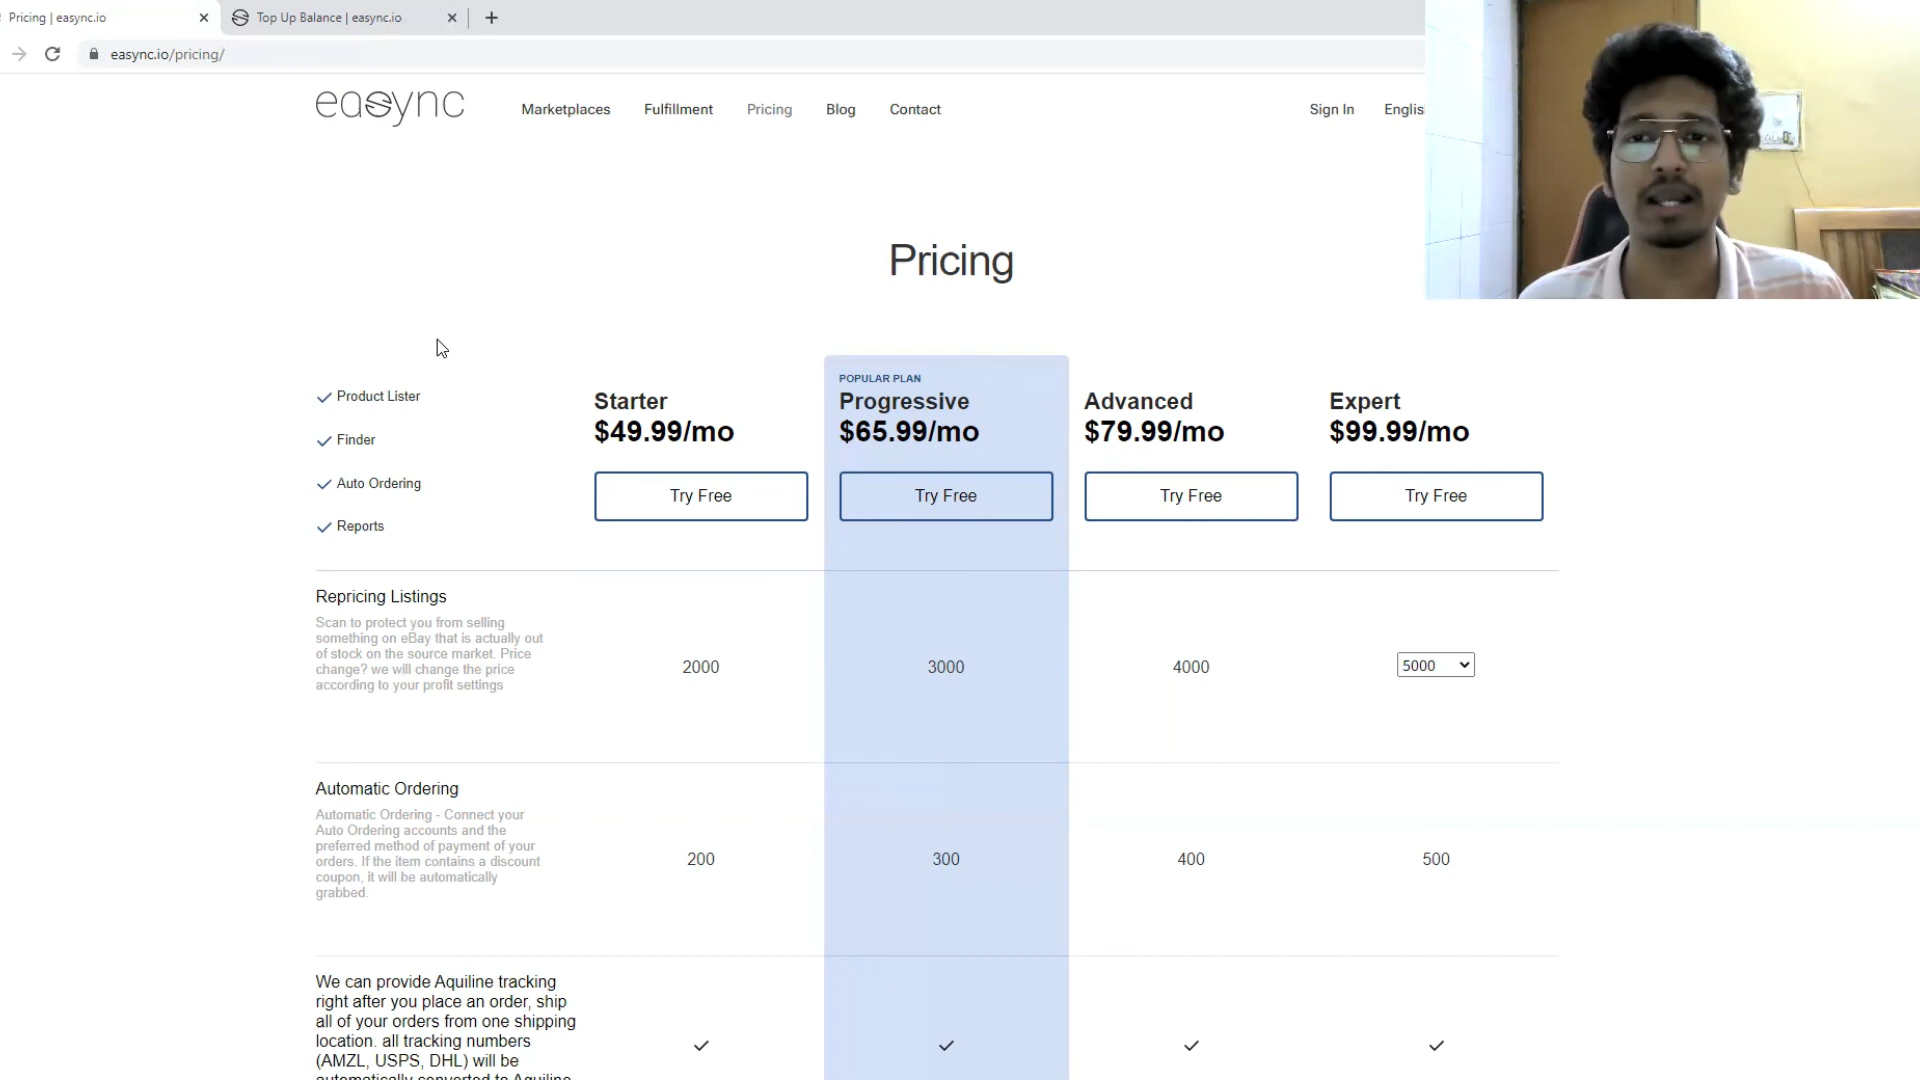 Pricing | easync.io
Top Up Balance | easync.io
easync.io/pricing/
easync
Marketplaces
Fulfillment
Pricing
Blog
Contact
Sign In
Englis
Pricing
Product Lister
Finder
Auto Ordering
Reports
Starter
$49.99/mo
Try Free
POPULAR PLAN
Progressive
$65.99/mo
Try Free
Advanced
$79.99/mo
Try Free
Expert
$99.99/mo
Try Free
Repricing Listings
Scan to protect you from selling
something on eBay that is actually out
of stock on the source market. Price
change? we will change the price
according to your profit settings
2000
3000
4000
5000
Automatic Ordering
Automatic Ordering - Connect your
Auto Ordering accounts and the
preferred method of payment of your
orders. If the item contains a discount
coupon, it will be automatically
grabbed.
200
300
400
500
We can provide Aquiline tracking
right after you place an order, ship
all of your orders from one shipping
location. all tracking numbers
(AMZL, USPS, DHL) will be
automatically converted to Aquiline